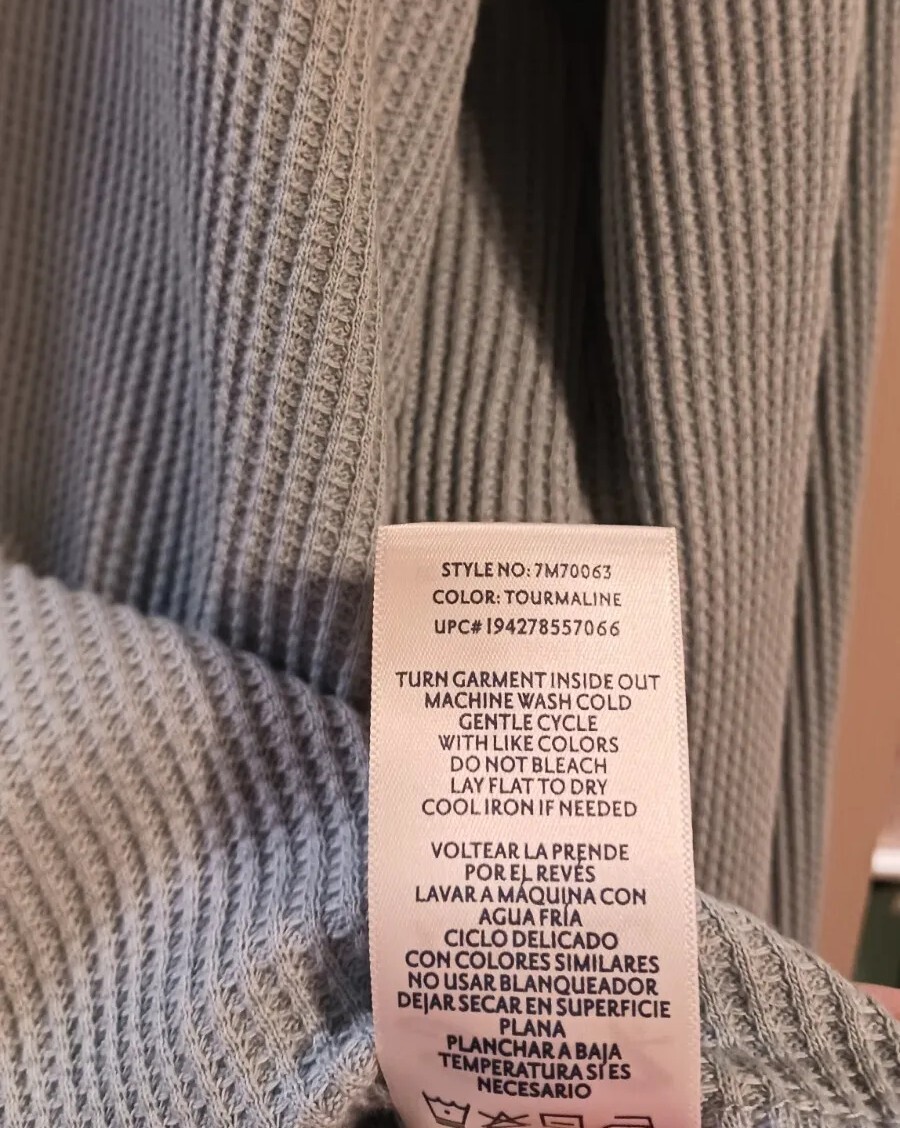 STYLE NO: 7M70063
COLOR: TOURMALINE
UPC# 194278557066
TURN GARMENT INSIDE OUT
MACHINE WASH COLD
GENTLE CYCLE
WITH LIKE COLORS
DO NOT BLEACH
LAY FLAT TO DRY
COOL IRON IF NEEDED
VOLTEAR LA PRENDE
POR EL REVÉS
LAVAR A MÁQUINA CON
AGUA FRÍA
CICLO DELICADO
CON COLORES SIMILARES
NO USAR BLANQUEADOR
DEJAR SECAR EN SUPERFICIE
PLANA
PLANCHAR A BAJA
TEMPERATURA SI ES
NECESARIO